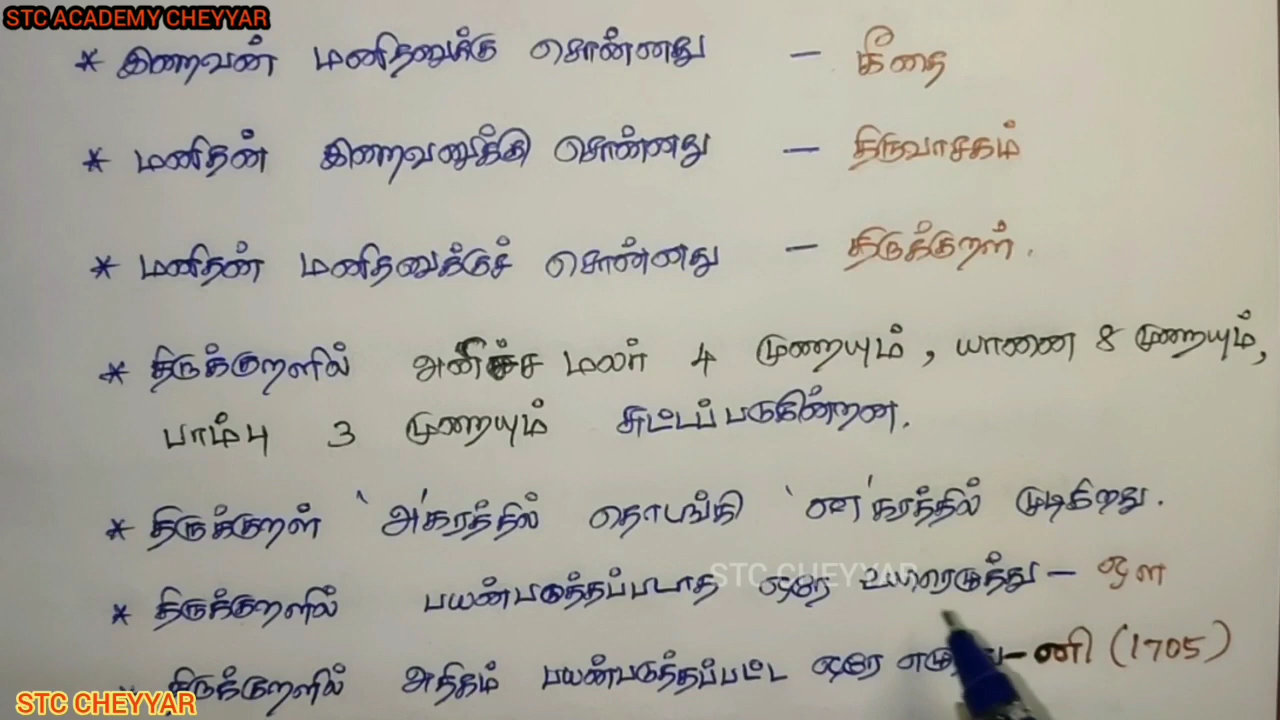 STC ACADEMY CHEYYAR
* இறைவன் மனிதனுக்கு சொன்னது - கீதை
* மனிதன் இறைவனுக்கு சொன்னது - திருவாசகம்
* மனிதன் மனிதனுக்குச் சொன்னது - திருக்குறள்.
* திருக்குறளில் அனிச்ச மலர் 4 முறையும், யானை 8 முறையும்,
பாம்பு 3 முறையும் சுட்டப்படுகின்றன.
* திருக்குறள் 'அ'கரத்தில் தொடங்கி 'ன'கரத்தில் முடிகிறது.
STC CHEYYAR
* திருக்குறளில் பயன்படுத்தப்படாத ஒரே உயிரெழுத்து - ஔ
* திருக்குறளில் அதிகம் பயன்படுத்தப்பட்ட ஒரே - னி (1705)
STC CHEYYAR